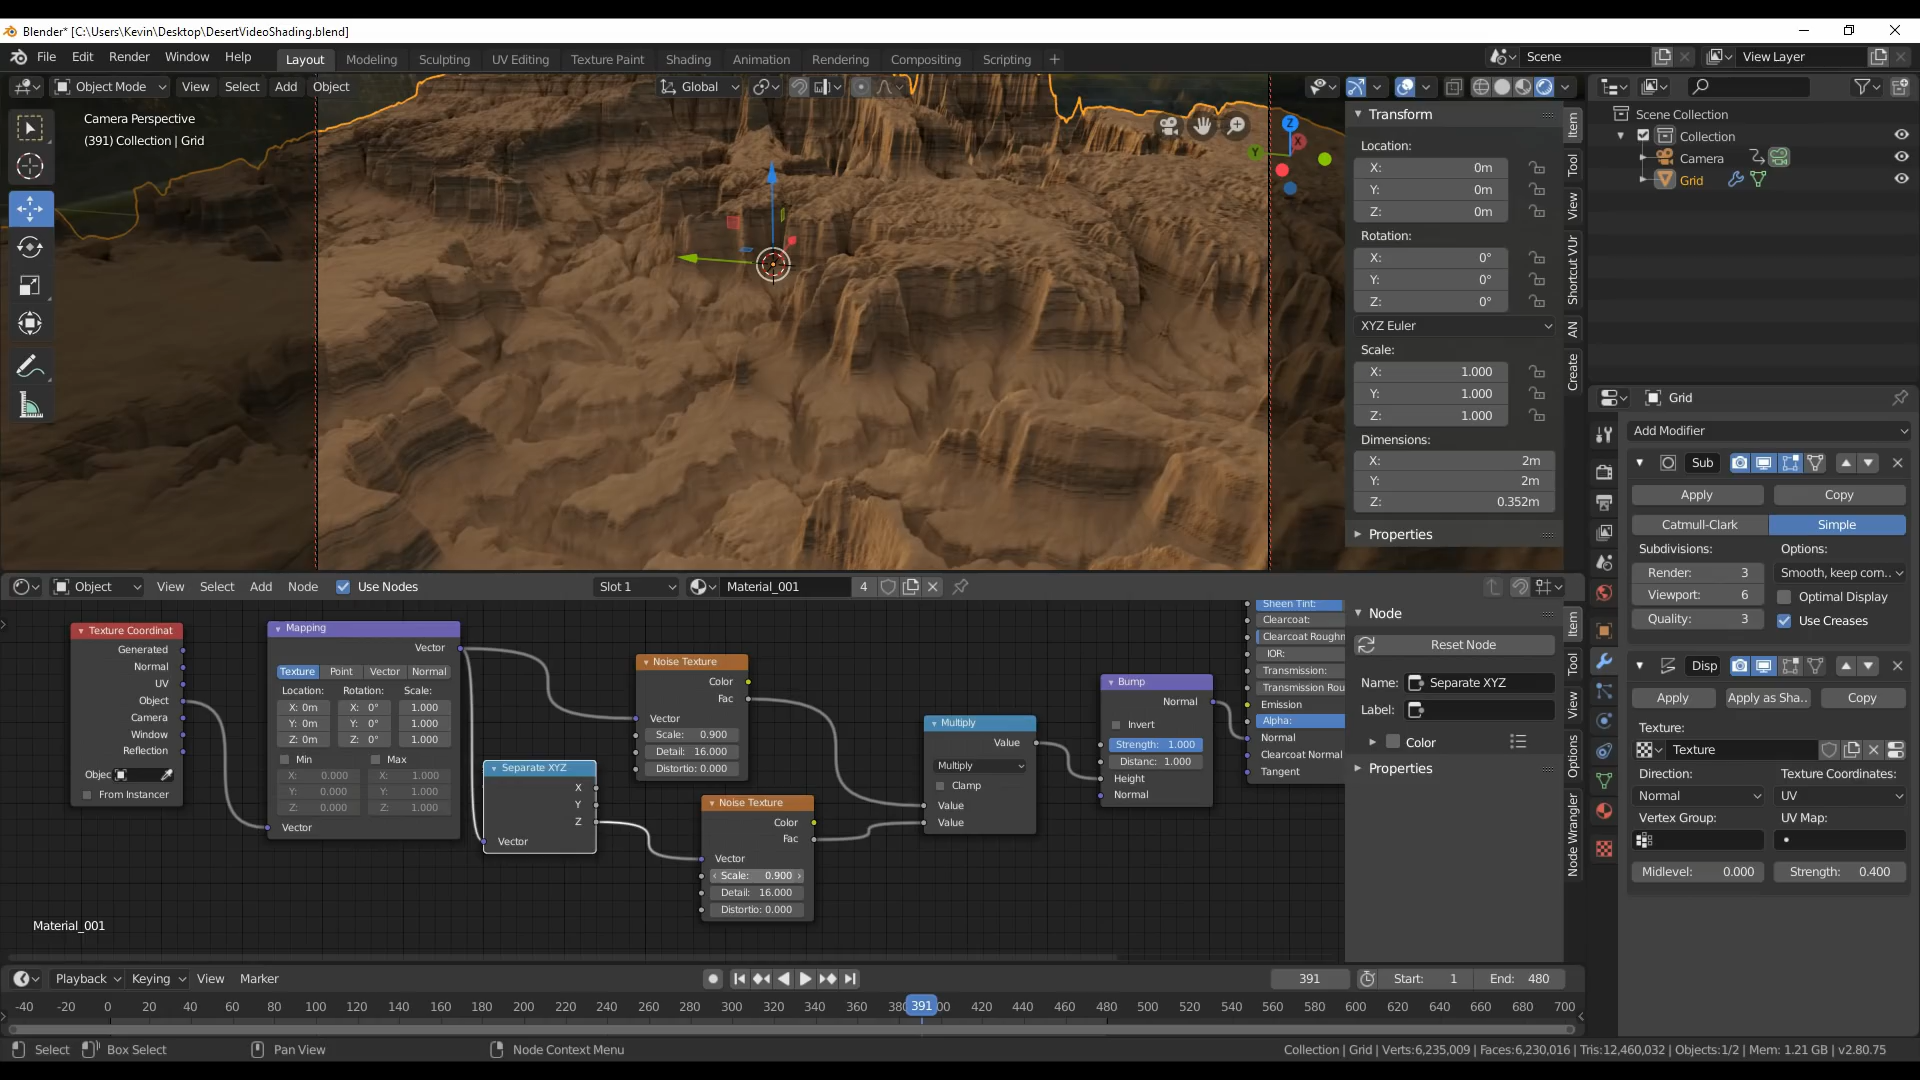 Blender* [C:\Users\Kevin\Desktop\DesertVideoShading.blend]
File Edit Render Window Help Layout Modeling Sculpting UV Editing Texture Paint Shading Animation Rendering Compositing Scripting + Scene View Layer
Object Mode View Select Add Object Global
Camera Perspective
(391) Collection | Grid
Z
X
Y
Transform
Location:
X: 0m
Y: 0m
Z: 0m
Rotation:
X: 0°
Y: 0°
Z: 0°
XYZ Euler
Scale:
X: 1.000
Y: 1.000
Z: 1.000
Dimensions:
X: 2m
Y: 2m
Z: 0.352m
Properties
Item
Tool
View
Shortcut VUr
AN
Create
Scene Collection
Collection
Camera
Grid
Grid
Add Modifier
Sub
Apply Copy
Catmull-Clark Simple
Subdivisions: Options:
Render: 3 Smooth, keep corn..
Viewport: 6 Optimal Display
Quality: 3 Use Creases
Disp
Apply Apply as Sha.. Copy
Texture:
Texture
Direction: Texture Coordinates:
Normal UV
Vertex Group: UV Map:
Midlevel: 0.000 Strength: 0.400
Object View Select Add Node Use Nodes Slot 1 Material_001 4
Texture Coordinat
Generated
Normal
UV
Object
Camera
Window
Reflection
Objec
From Instancer
Mapping
Vector
Texture Point Vector Normal
Location: Rotation: Scale:
X: 0m X: 0° 1.000
Y: 0m Y: 0° 1.000
Z: 0m Z: 0° 1.000
Min Max
X: 0.000 X: 1.000
Y: 0.000 Y: 1.000
Z: 0.000 Z: 1.000
Vector
Separate XYZ
X
Y
Z
Vector
Noise Texture
Color
Fac
Vector
Scale: 0.900
Detail: 16.000
Distortio: 0.000
Noise Texture
Color
Fac
Vector
Scale: 0.900
Detail: 16.000
Distortio: 0.000
Multiply
Value
Multiply
Clamp
Value
Value
Bump
Normal
Invert
Strength: 1.000
Distanc: 1.000
Height
Normal
Sheen Tint:
Clearcoat:
Clearcoat Roughn
IOR:
Transmission:
Transmission Rou
Emission
Alpha:
Normal
Clearcoat Normal
Tangent
Node
Reset Node
Name: Separate XYZ
Label:
Color
Properties
Item
Tool
View
Options
Node Wrangler
Material_001
Playback Keying View Marker 391 Start: 1 End: 480
-40 -20 0 20 40 60 80 100 120 140 160 180 200 220 240 260 280 300 320 340 360 380 391 400 420 440 460 480 500 520 540 560 580 600 620 640 660 680 700
Select Box Select Pan View Node Context Menu Collection | Grid | Verts:6,235,009 | Faces:6,230,016 | Tris:12,460,032 | Objects:1/2 | Mem: 1.21 GB | v2.80.75